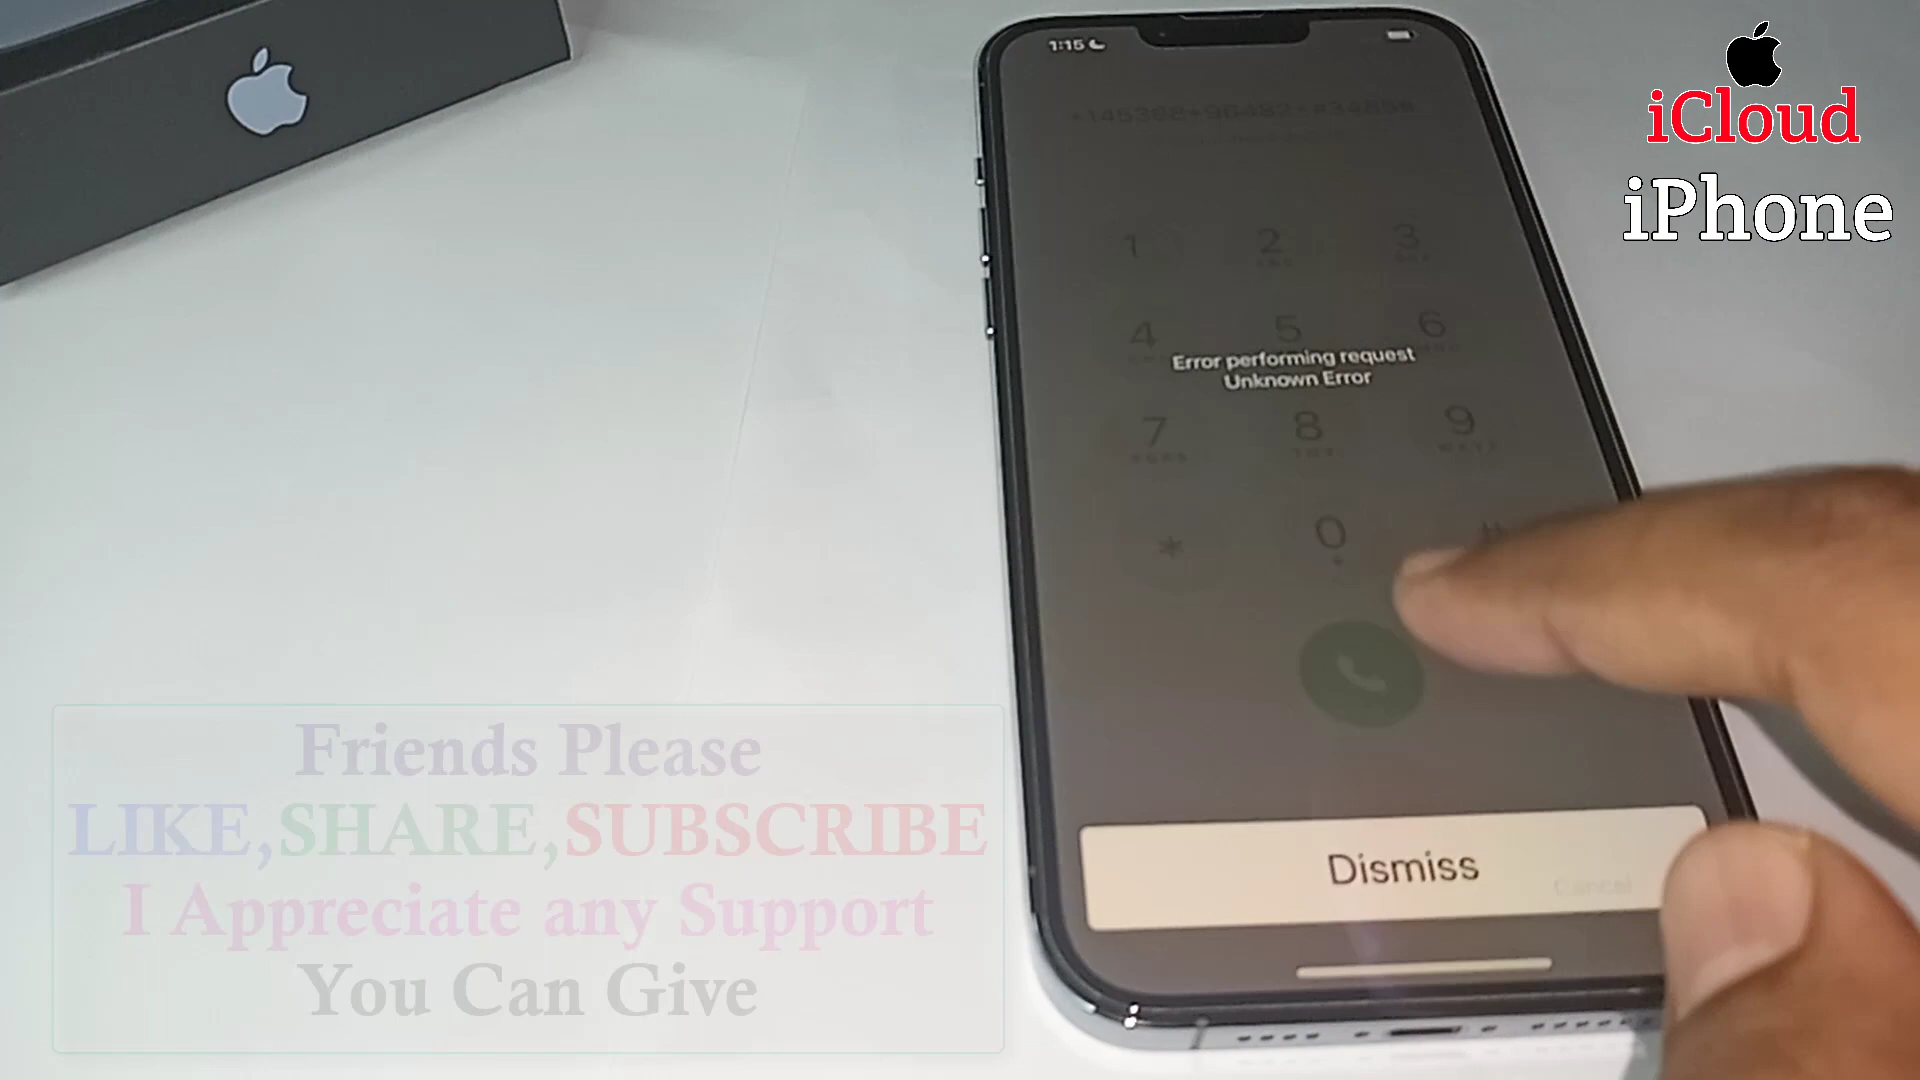 1:15
iCloud
iPhone
1 2 3
4 5 6
Error performing request
Unknown Error
7 8 9
* 0 #
Dismiss
Cancel
Friends Please
LIKE,SHARE,SUBSCRIBE
I Appreciate any Support
You Can Give